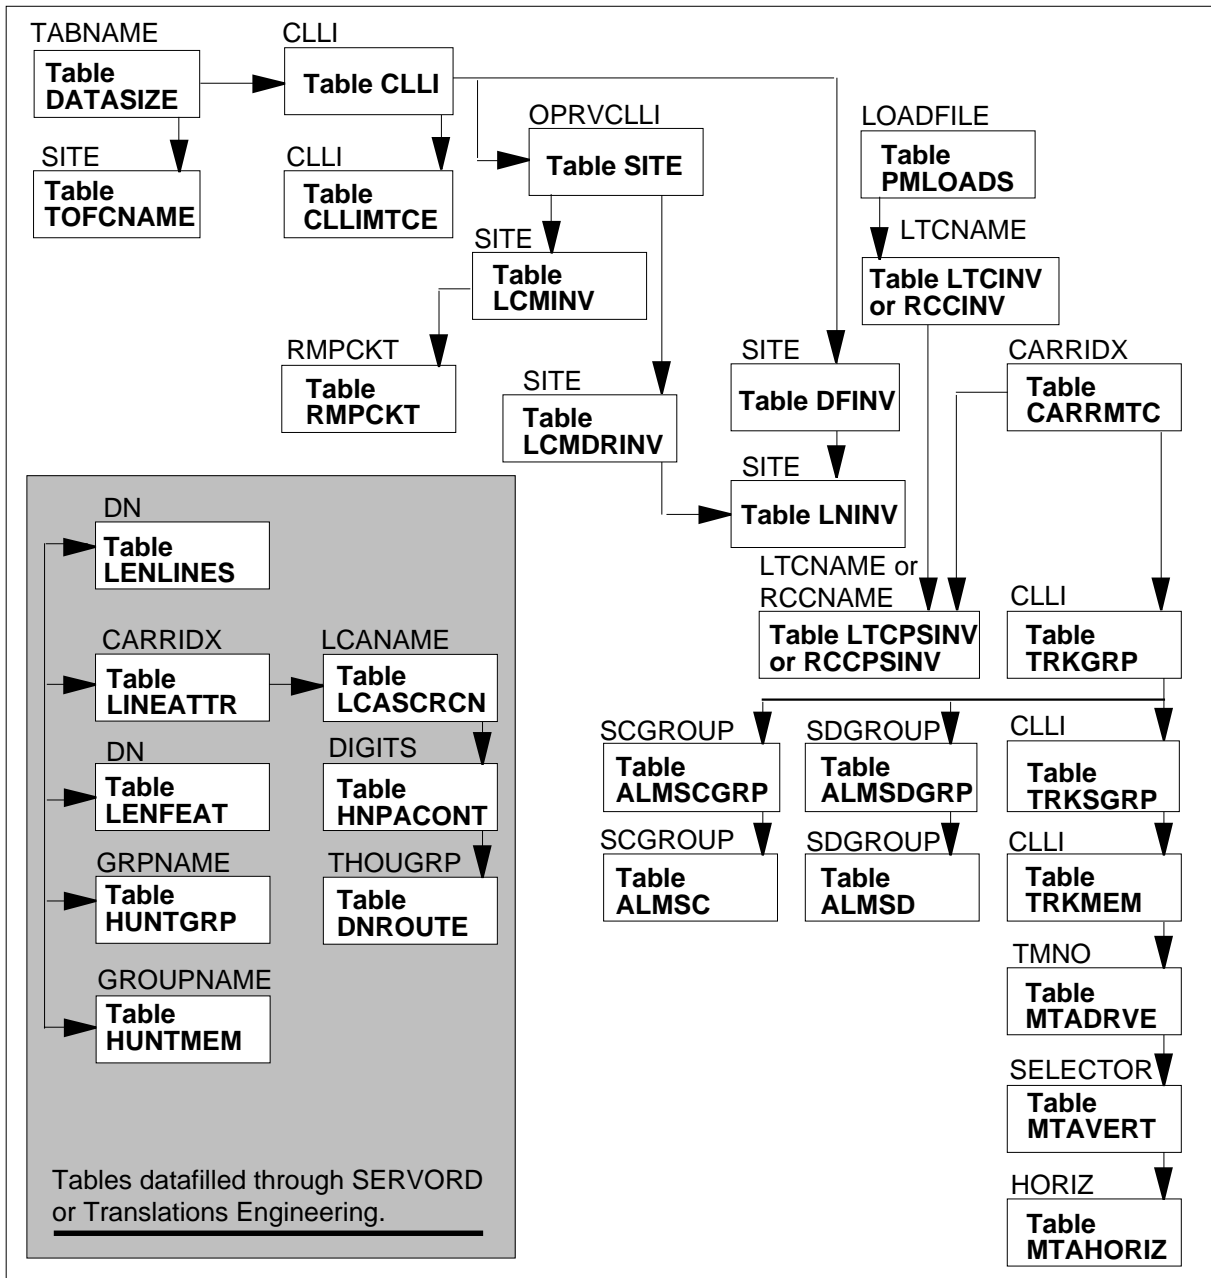 TABNAME
Table
DATASIZE
CLLI
Table CLLI
SITE
Table
TOFCNAME
CLLI
Table
CLLIMTCE
OPRVCLLI
Table SITE
LOADFILE
Table
PMLOADS
SITE
Table
LCMINV
LTCNAME
Table LTCINV
or RCCINV
RMPCKT
Table
RMPCKT
SITE
Table
LCMDRINV
SITE
Table DFINV
CARRIDX
Table
CARRMTC
SITE
Table LNINV
LTCNAME or
RCCNAME
Table LTCPSINV
or RCCPSINV
CLLI
Table
TRKGRP
DN
Table
LENLINES
CARRIDX
Table
LINEATTR
LCANAME
Table
LCASCRCN
DN
Table
LENFEAT
DIGITS
Table
HNPACONT
GRPNAME
Table
HUNTGRP
THOUGRP
Table
DNROUTE
GROUPNAME
Table
HUNTMEM
Tables datafilled through SERVORD
or Translations Engineering.
SCGROUP
Table
ALMSCGRP
SDGROUP
Table
ALMSDGRP
CLLI
Table
TRKSGRP
SCGROUP
Table
ALMSC
SDGROUP
Table
ALMSD
CLLI
Table
TRKMEM
TMNO
Table
MTADRVE
SELECTOR
Table
MTAVERT
HORIZ
Table
MTAHORIZ